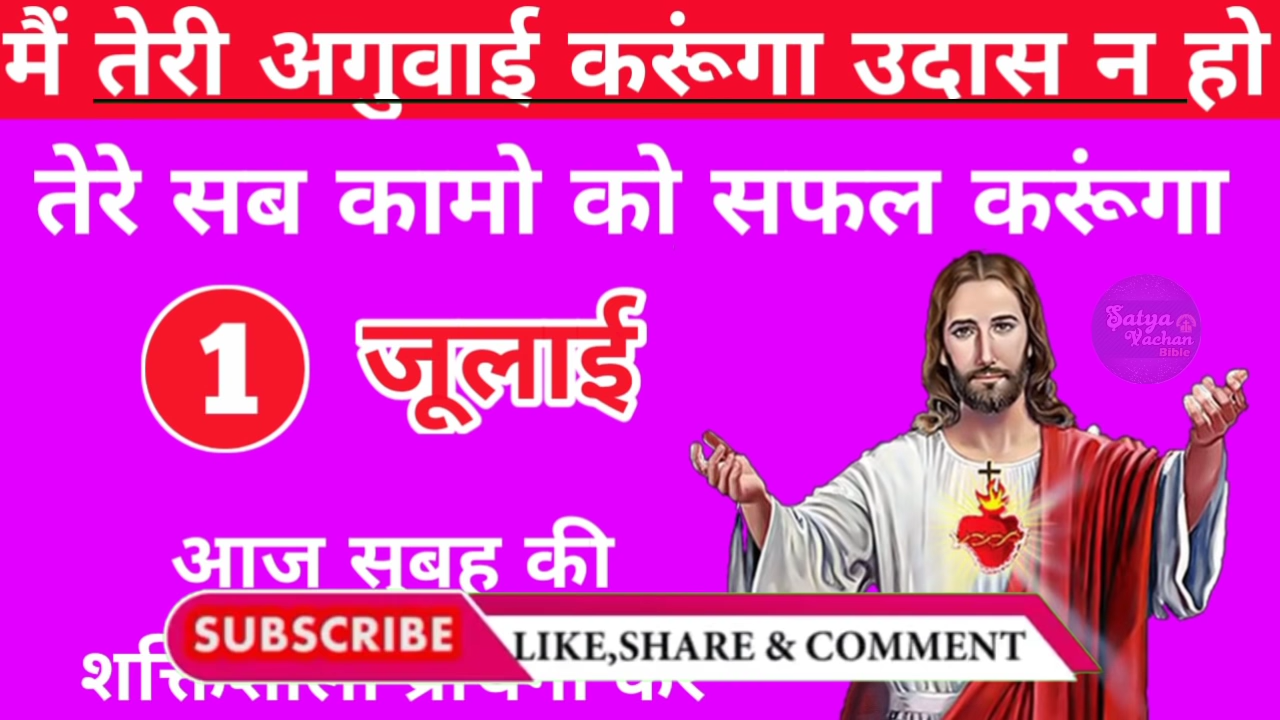 मैं तेरी अगुवाई करूंगा उदास न हो
तेरे सब कामो को सफल करूंगा
1 जूलाई
Satya
Vachan
Bible
आज सुबह की
SUBSCRIBE LIKE,SHARE & COMMENT